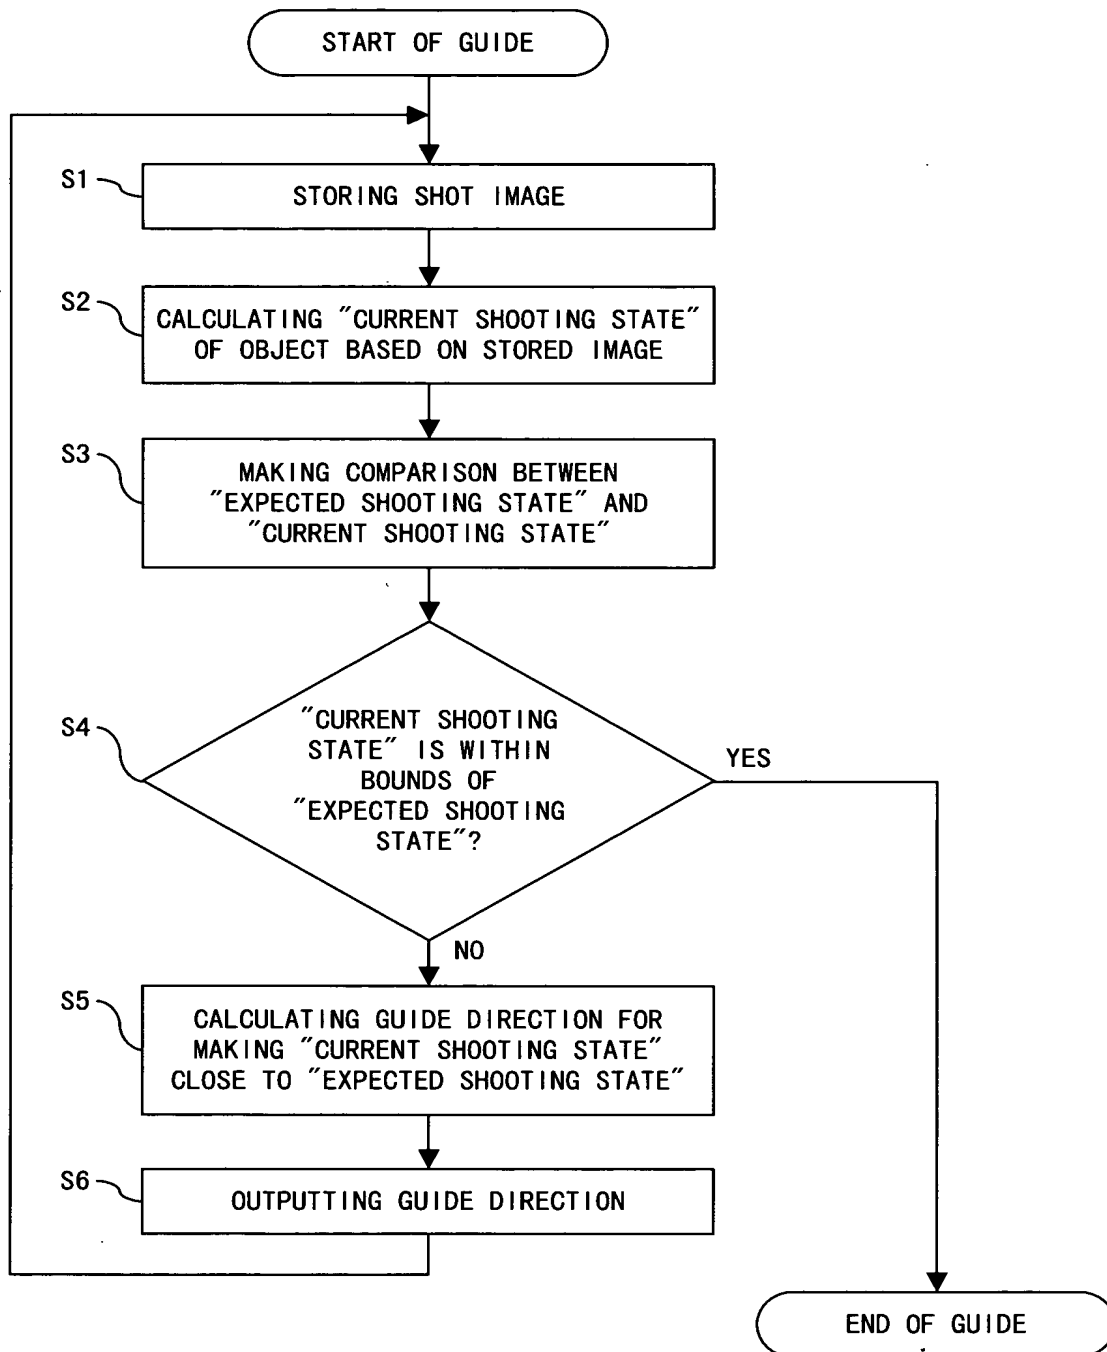 START OF GUIDE
S1
STORING SHOT IMAGE
S2
CALCULATING "CURRENT SHOOTING STATE"
OF OBJECT BASED ON STORED IMAGE
S3
MAKING COMPARISON BETWEEN
"EXPECTED SHOOTING STATE" AND
"CURRENT SHOOTING STATE"
S4
"CURRENT SHOOTING
STATE" IS WITHIN
BOUNDS OF
"EXPECTED SHOOTING
STATE"?
YES
NO
S5
CALCULATING GUIDE DIRECTION FOR
MAKING "CURRENT SHOOTING STATE"
CLOSE TO "EXPECTED SHOOTING STATE"
S6
OUTPUTTING GUIDE DIRECTION
END OF GUIDE